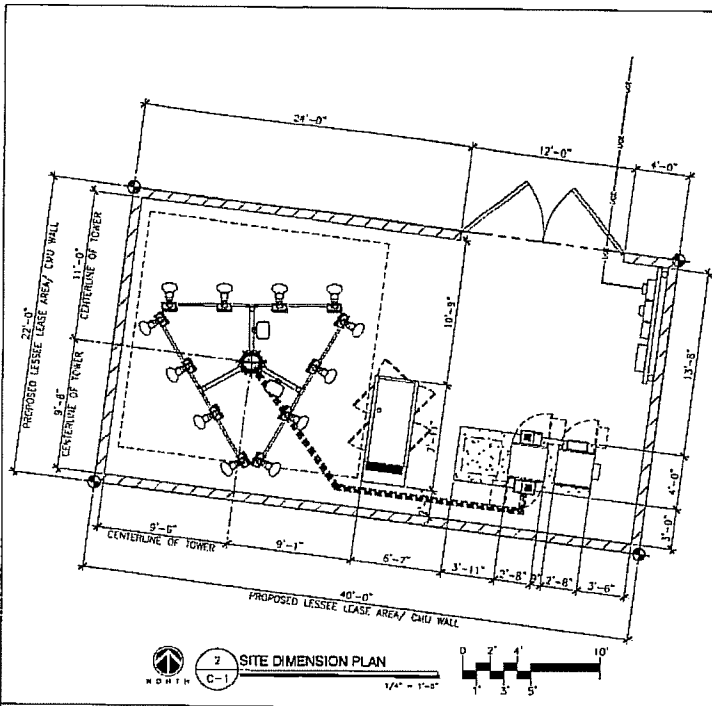 24'-0"
12'-0"
4'-0"
22'-0"
PROPOSED LESSEE LEASE AREA/ CMU WALL
11'-0"
CENTERLINE OF TOWER
9'-8"
CENTERLINE OF TOWER
10'-9"
13'-8"
4'-0"
3'-0"
CENTERLINE OF TOWER
9'-1"
6'-7"
3'-11"
2'-8"
2'-8"
3'-6"
40'-0"
PROPOSED LESSEE LEASE AREA/ CMU WALL
NORTH
2
C-1
SITE DIMENSION PLAN
1/4" = 1'-0"
0 2' 4' 10'
1' 3' 5'